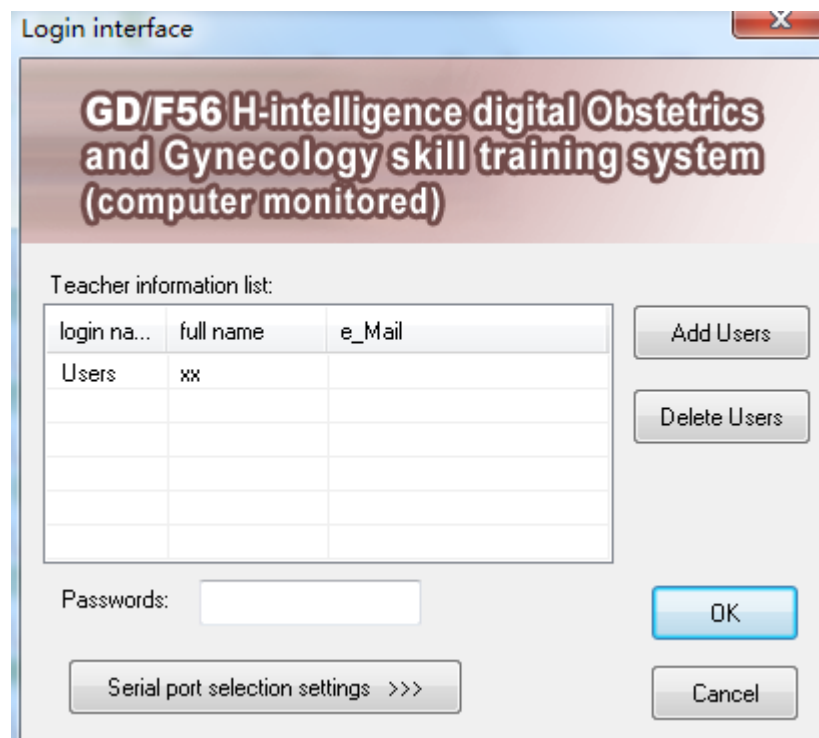 Login interface
GD/F56 H-intelligence digital Obstetrics
and Gynecology skill training system
(computer monitored)
Teacher information list:
login na... full name e_Mail
Users xx
Add Users
Delete Users
Passwords:
OK
Serial port selection settings >>>
Cancel